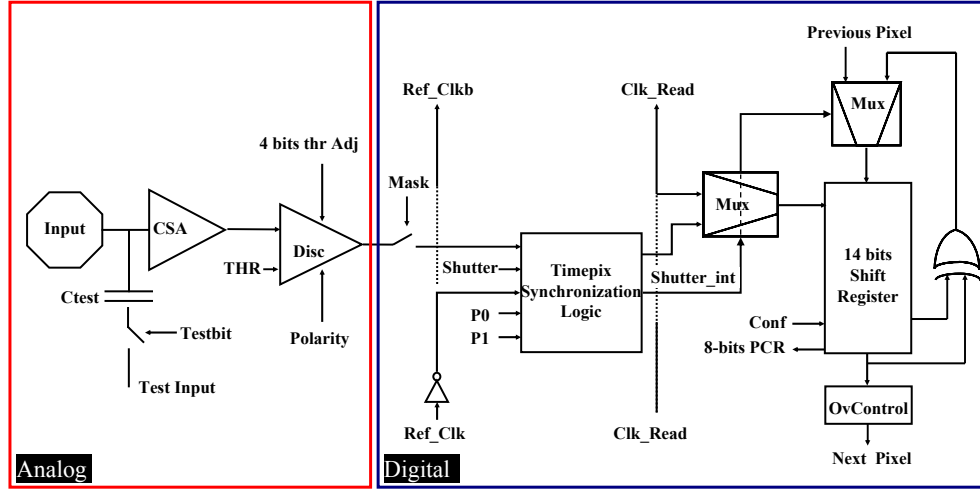 Previous Pixel
Ref_Clkb
Clk_Read
Mux
4 bits thr Adj
Mask
Input
CSA
Disc
Mux
THR
Shutter
Timepix
Synchronization
Logic
Shutter_int
14 bits
Shift
Register
Ctest
Testbit
Polarity
P0
P1
Conf
8-bits PCR
Test Input
OvControl
Ref_Clk
Clk_Read
Next Pixel
Analog
Digital